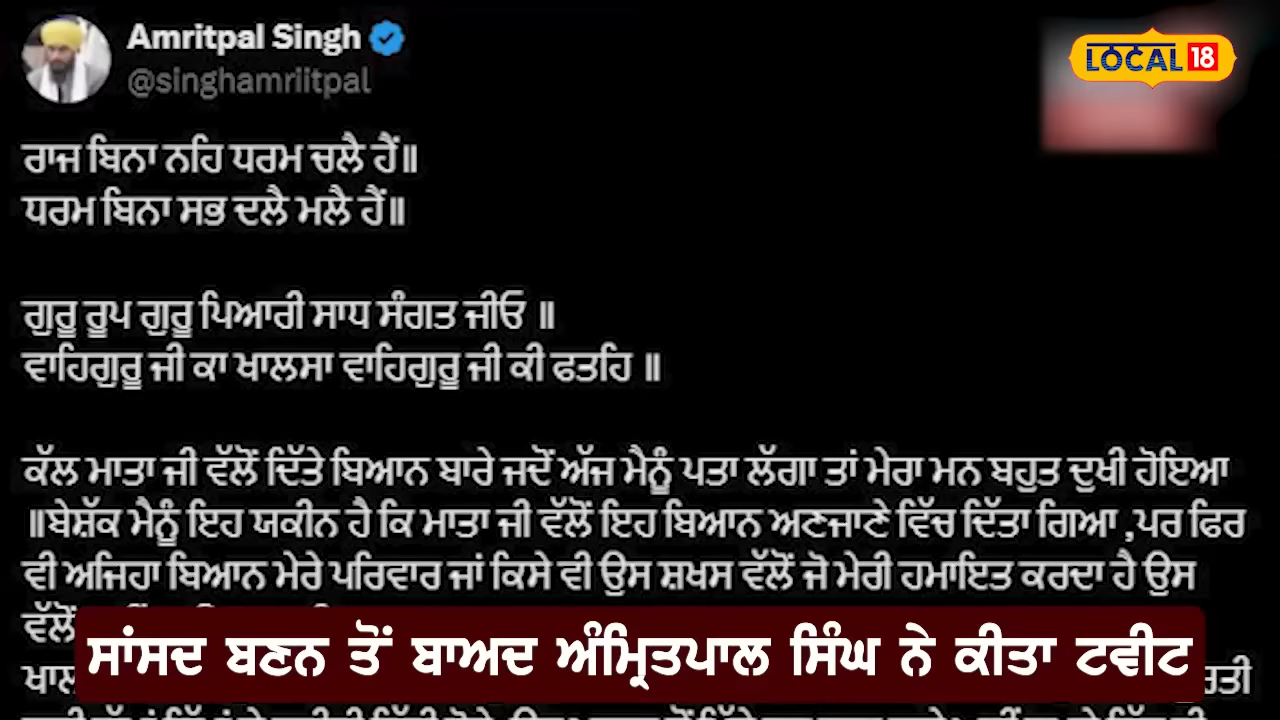 Amritpal Singh
@singhamriitpal
LOCAL 18
ਰਾਜ ਬਿਨਾ ਨਹਿ ਧਰਮ ਚਲੈ ਹੈਂ॥
ਧਰਮ ਬਿਨਾ ਸਭ ਦਲੈ ਮਲੈ ਹੈਂ॥
ਗੁਰੂ ਰੂਪ ਗੁਰੂ ਪਿਆਰੀ ਸਾਧ ਸੰਗਤ ਜੀਓ ॥
ਵਾਹਿਗੁਰੂ ਜੀ ਕਾ ਖਾਲਸਾ ਵਾਹਿਗੁਰੂ ਜੀ ਕੀ ਫਤਹਿ ॥
ਕੱਲ ਮਾਤਾ ਜੀ ਵੱਲੋਂ ਦਿੱਤੇ ਬਿਆਨ ਬਾਰੇ ਜਦੋਂ ਅੱਜ ਮੈਨੂੰ ਪਤਾ ਲੱਗਾ ਤਾਂ ਮੇਰਾ ਮਨ ਬਹੁਤ ਦੁਖੀ ਹੋਇਆ
॥ਬੇਸ਼ੱਕ ਮੈਨੂੰ ਇਹ ਯਕੀਨ ਹੈ ਕਿ ਮਾਤਾ ਜੀ ਵੱਲੋਂ ਇਹ ਬਿਆਨ ਅਣਜਾਣੇ ਵਿੱਚ ਦਿੱਤਾ ਗਿਆ ,ਪਰ ਫਿਰ
ਵੀ ਅਜਿਹਾ ਬਿਆਨ ਮੇਰੇ ਪਰਿਵਾਰ ਜਾਂ ਕਿਸੇ ਵੀ ਉਸ ਸ਼ਖਸ ਵੱਲੋਂ ਜੋ ਮੇਰੀ ਹਮਾਇਤ ਕਰਦਾ ਹੈ ਉਸ
ਵੱਲੋਂ
ਸਾਂਸਦ ਬਣਨ ਤੋਂ ਬਾਅਦ ਅੰਮ੍ਰਿਤਪਾਲ ਸਿੰਘ ਨੇ ਕੀਤਾ ਟਵੀਟ